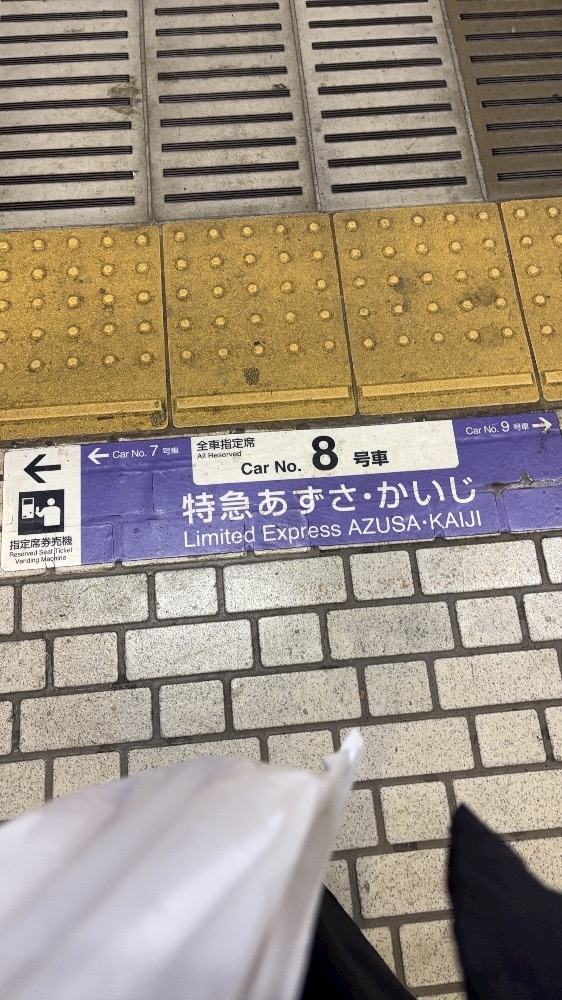 ← Car No. 7 号車
全車指定席
All Reserved
Car No. 8 号車
Car No. 9 号車 →
特急あずさ・かいじ
Limited Express AZUSA・KAIJI
←
指定席券売機
Reserved Seat Ticket
Vending Machine